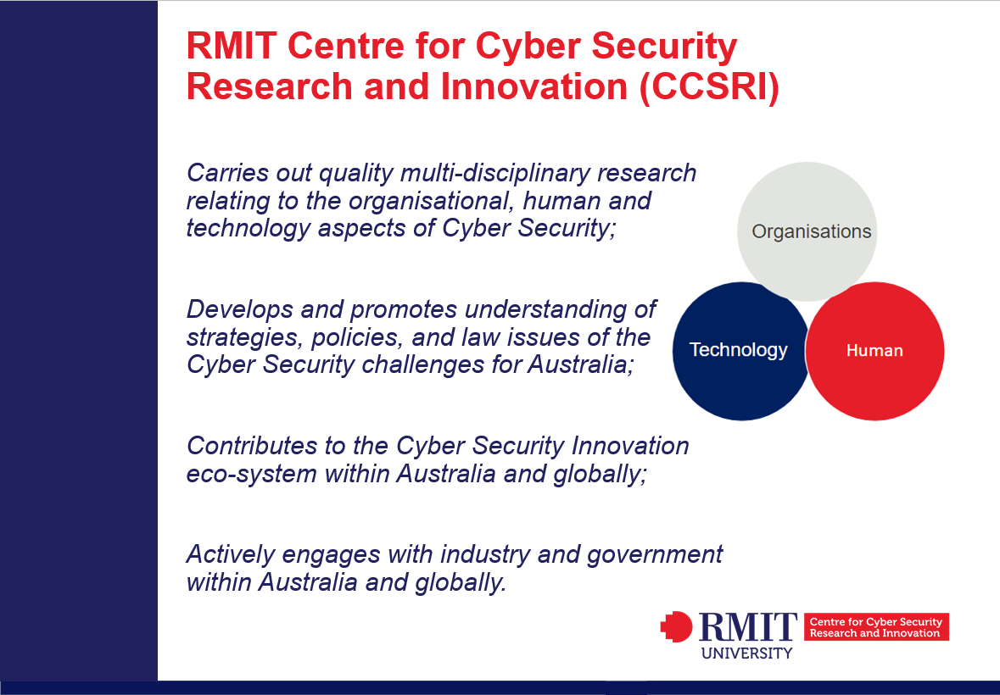 RMIT Centre for Cyber Security
Research and Innovation (CCSRI)
Carries out quality multi-disciplinary research
relating to the organisational, human and
technology aspects of Cyber Security;
Develops and promotes understanding of
strategies, policies, and law issues of the
Cyber Security challenges for Australia;
Contributes to the Cyber Security Innovation
eco-system within Australia and globally;
Actively engages with industry and government
within Australia and globally.
Organisations
Technology
Human
RMIT
UNIVERSITY
Centre for Cyber Security
Research and Innovation